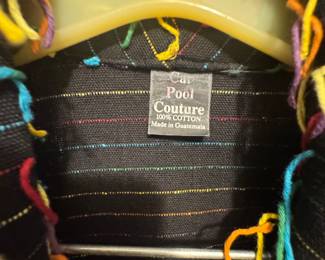 Car
Pool
Couture
100% COTTON
Made in Guatemala